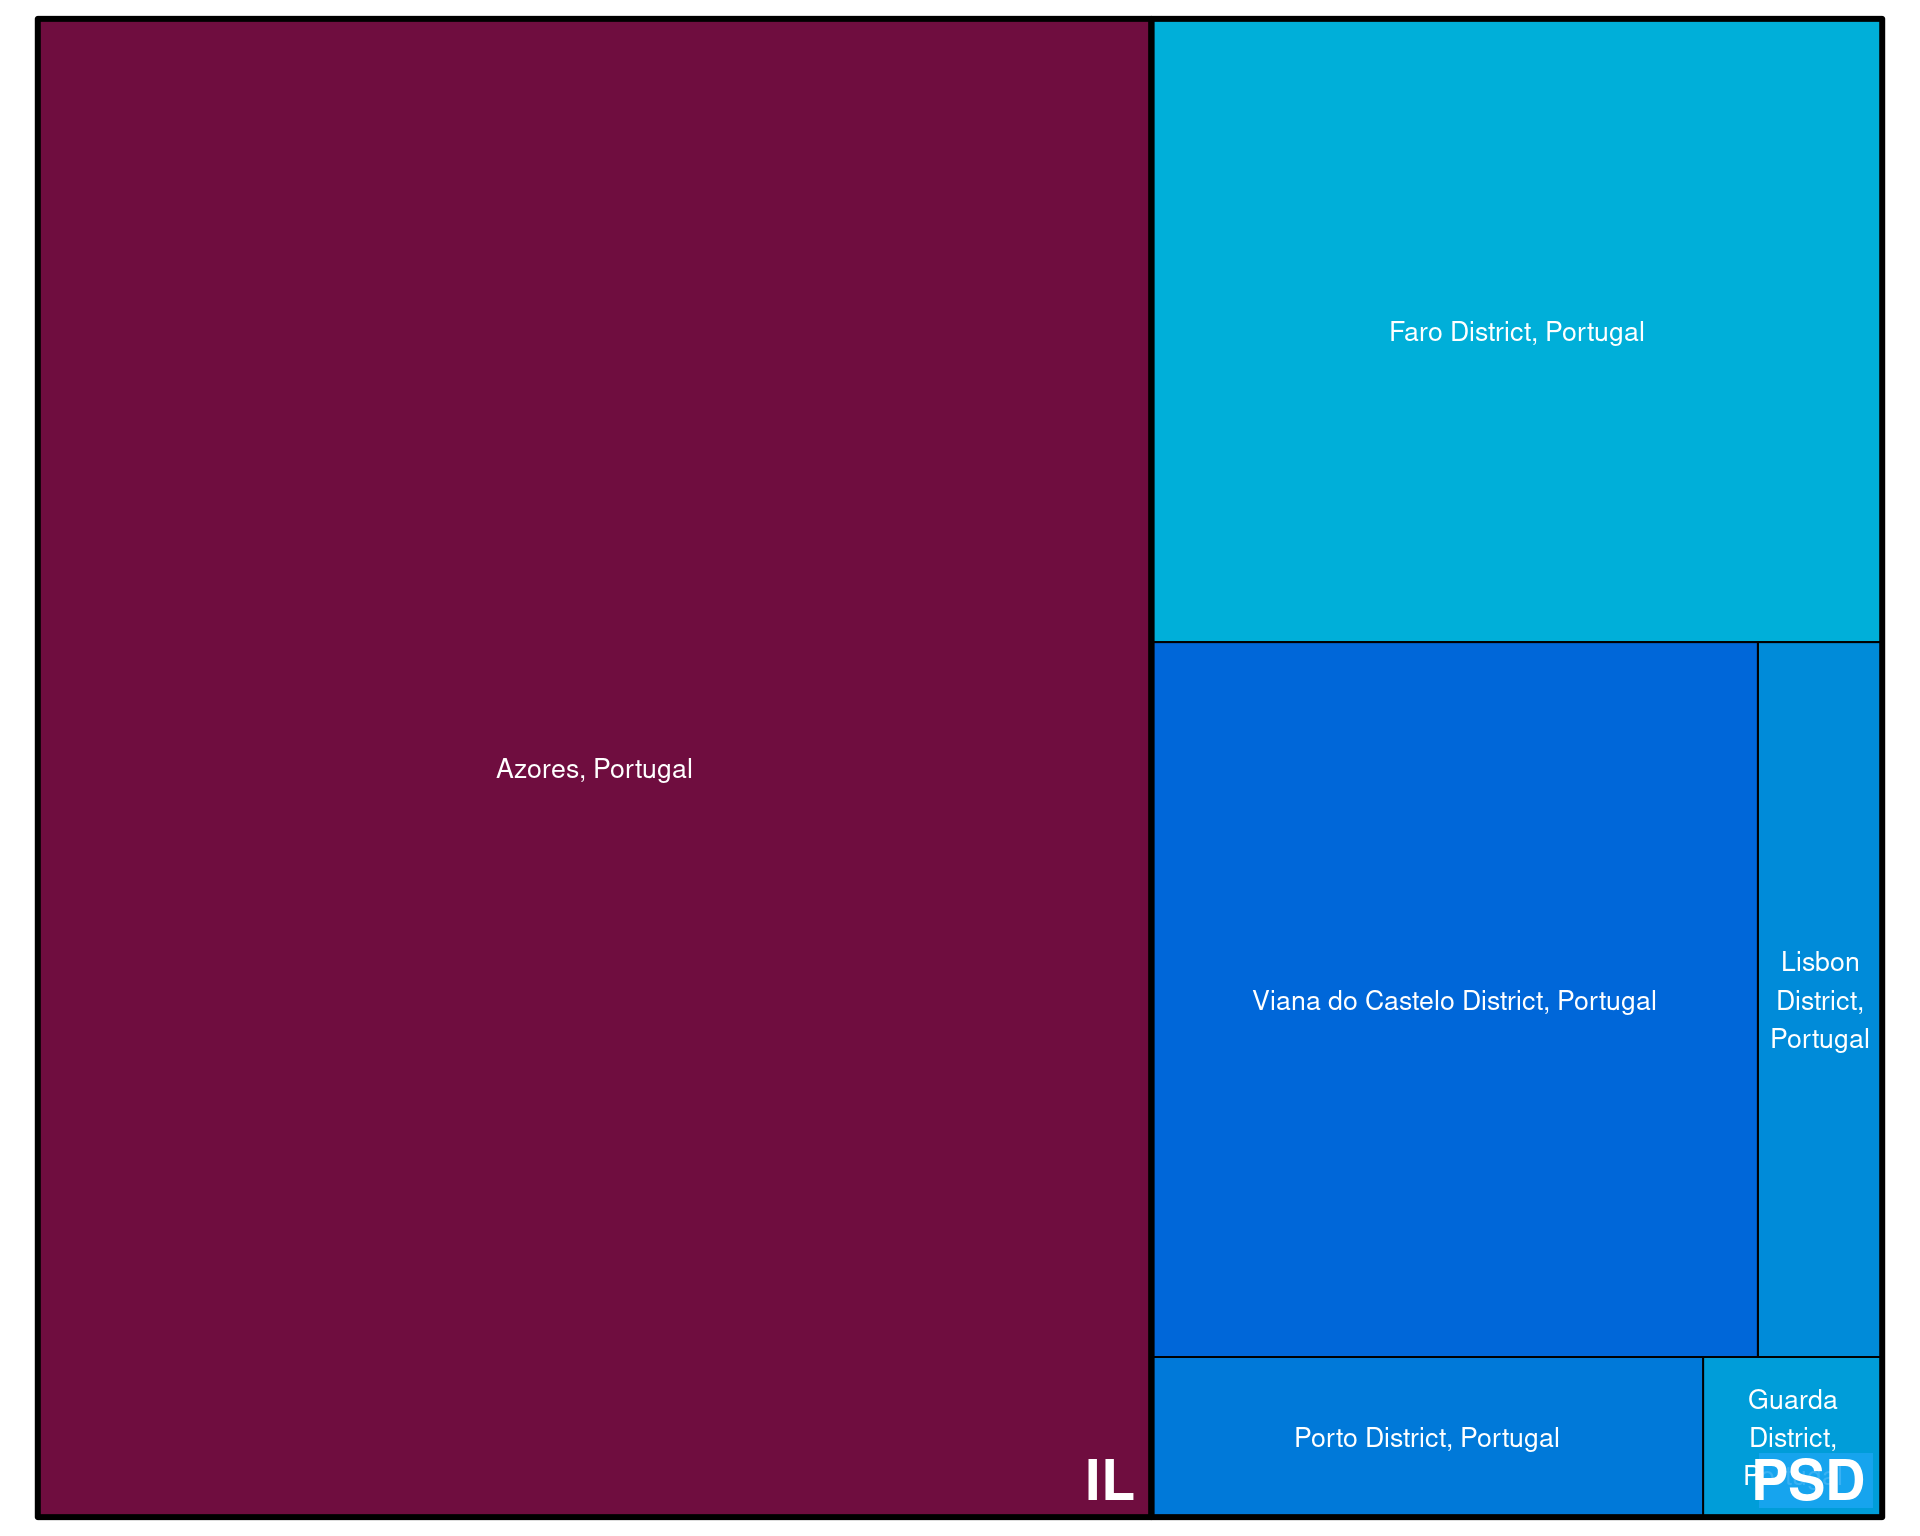 Faro District, Portugal
Azores, Portugal
Viana do Castelo District, Portugal
Lisbon
District,
Portugal
Porto District, Portugal
Guarda
District,
IL
PSD